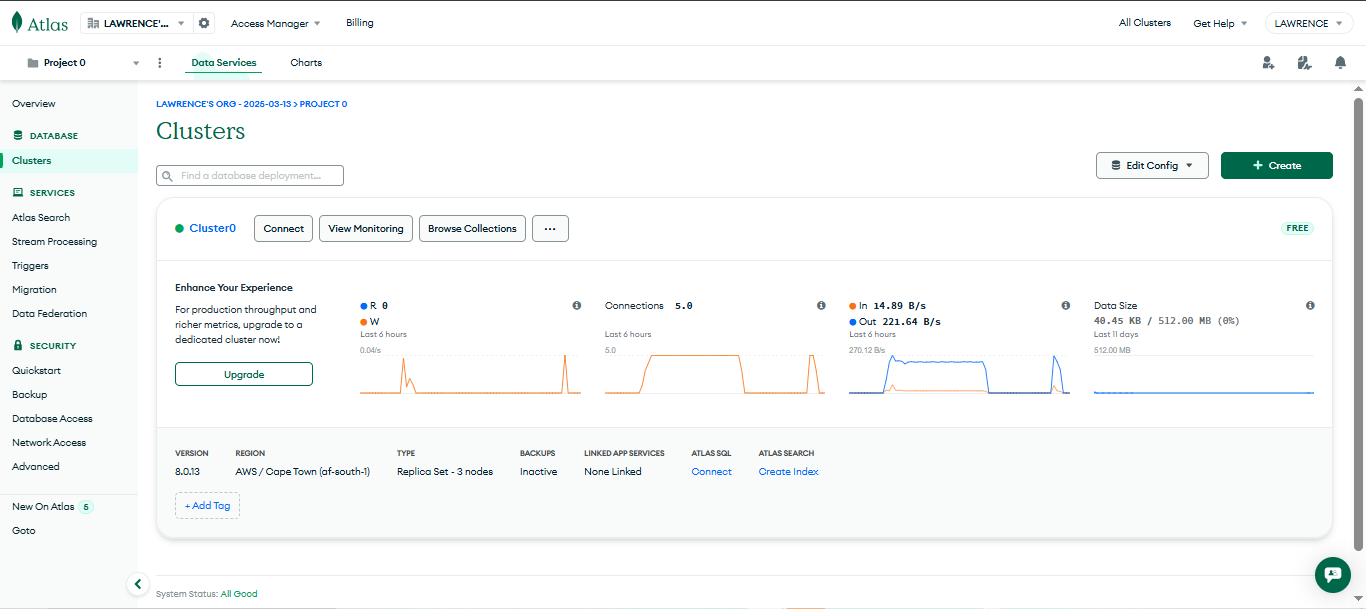 Atlas
LAWRENCE'...
Access Manager
Billing
All Clusters
Get Help
LAWRENCE
Project 0
Data Services
Charts
Overview
DATABASE
Clusters
SERVICES
Atlas Search
Stream Processing
Triggers
Migration
Data Federation
SECURITY
Quickstart
Backup
Database Access
Network Access
Advanced
New On Atlas 5
Goto
LAWRENCE'S ORG - 2025-03-13 > PROJECT 0
Clusters
Find a database deployment...
Edit Config
+ Create
Cluster0
Connect
View Monitoring
Browse Collections
...
FREE
Enhance Your Experience
For production throughput and
richer metrics, upgrade to a
dedicated cluster now!
Upgrade
R 0
W
Last 6 hours
0.04/s
Connections 5.0
Last 6 hours
5.0
In 14.89 B/s
Out 221.64 B/s
Last 6 hours
270.12 B/s
Data Size
40.45 KB / 512.00 MB (0%)
Last 11 days
512.00 MB
VERSION
8.0.13
REGION
AWS / Cape Town (af-south-1)
TYPE
Replica Set - 3 nodes
BACKUPS
Inactive
LINKED APP SERVICES
None Linked
ATLAS SQL
Connect
ATLAS SEARCH
Create Index
+ Add Tag
System Status: All Good